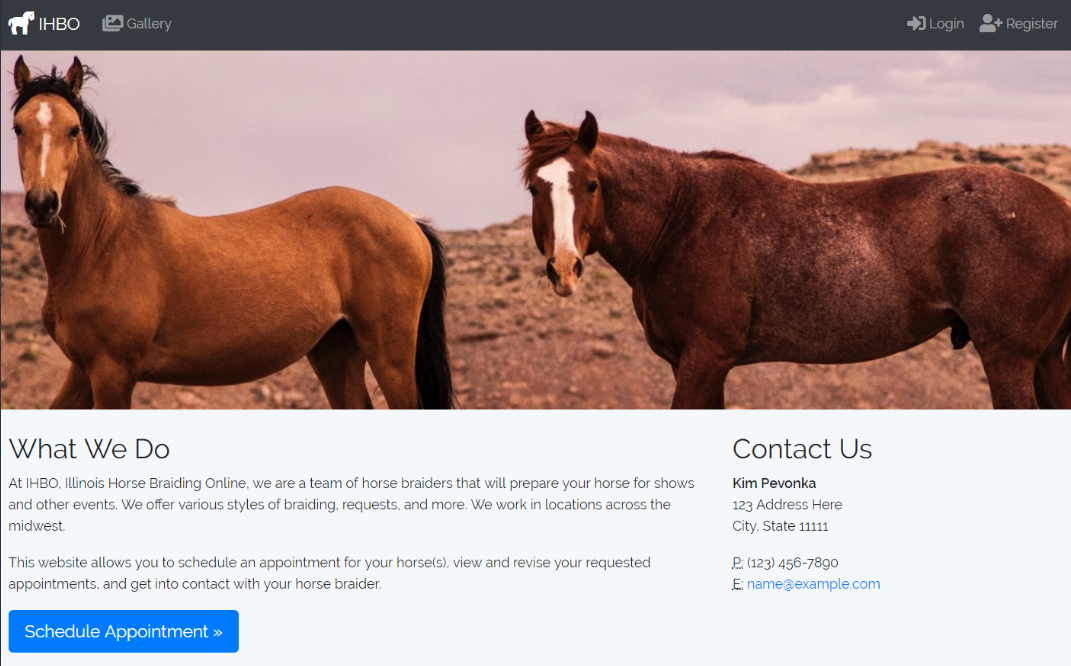 IHBO Gallery Login Register
What We Do
At IHBO, Illinois Horse Braiding Online, we are a team of horse braiders that will prepare your horse for shows
and other events. We offer various styles of braiding, requests, and more. We work in locations across the
midwest.
This website allows you to schedule an appointment for your horse(s), view and revise your requested
appointments, and get into contact with your horse braider.
Schedule Appointment »
Contact Us
Kim Pevonka
123 Address Here
City, State 11111
P: (123) 456-7890
E: name@example.com